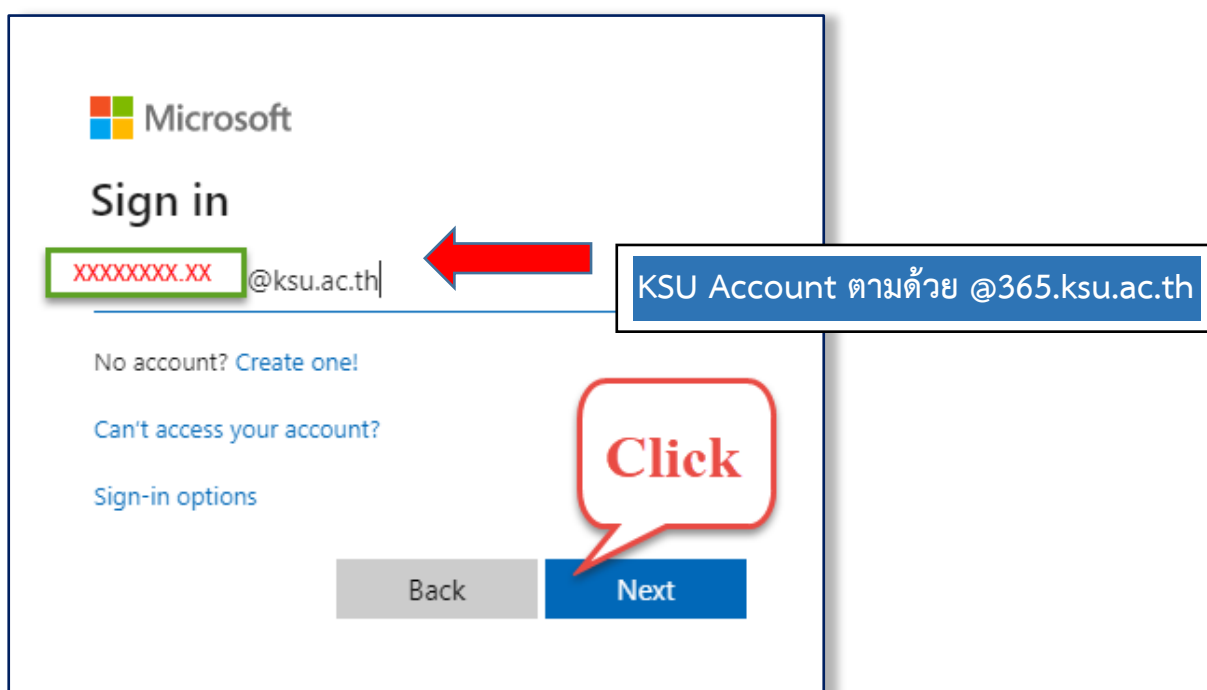 Microsoft
Sign in
XXXXXXXX.XX @ksu.ac.th
KSU Account ตามด้วย @365.ksu.ac.th
No account? Create one!
Can't access your account?
Click
Sign-in options
Back
Next